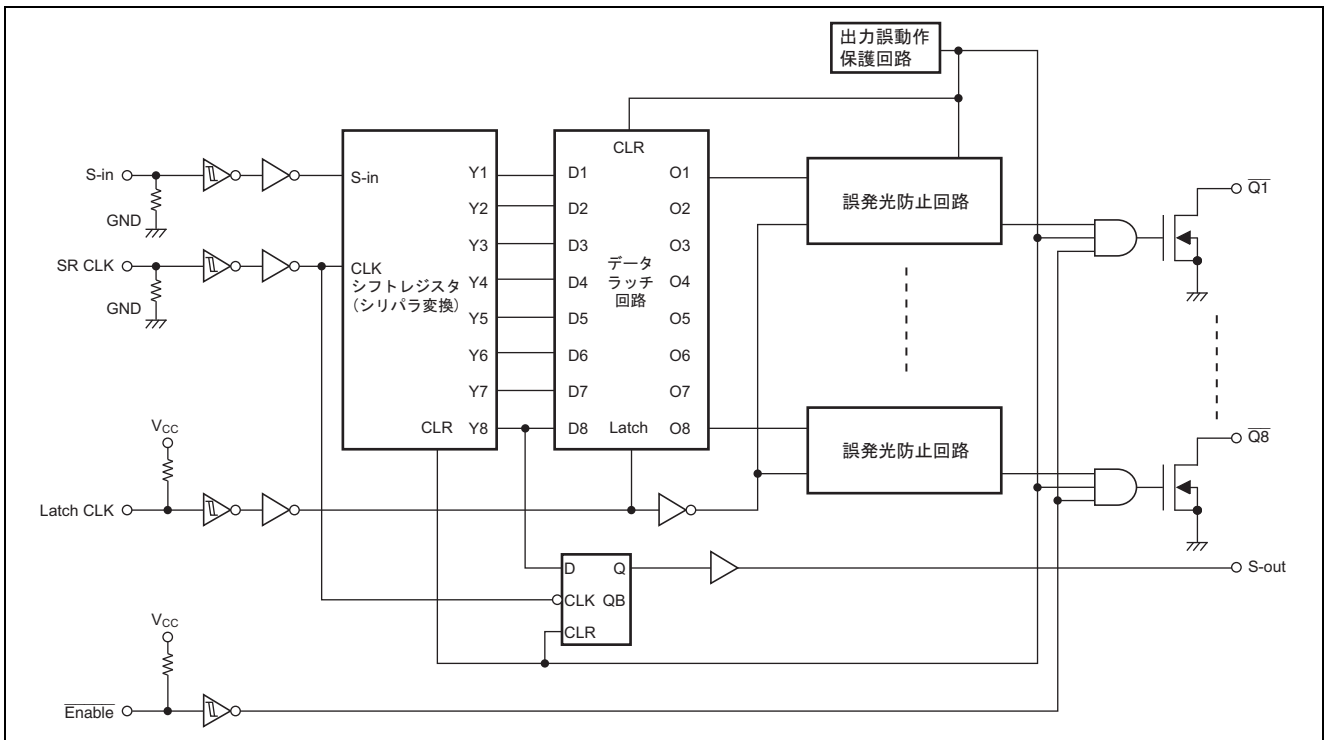 出力誤動作
保護回路
S-in
GND
SR CLK
GND
S-in
CLK
シフトレジスタ
(シリパラ変換)
CLR
Y1
Y2
Y3
Y4
Y5
Y6
Y7
Y8
CLR
D1
D2
D3
D4
D5
D6
D7
D8
データ
ラッチ
回路
Latch
O1
O2
O3
O4
O5
O6
O7
O8
誤発光防止回路
誤発光防止回路
Q1
Q8
VCC
Latch CLK
D
Q
CLK
QB
CLR
S-out
VCC
Enable